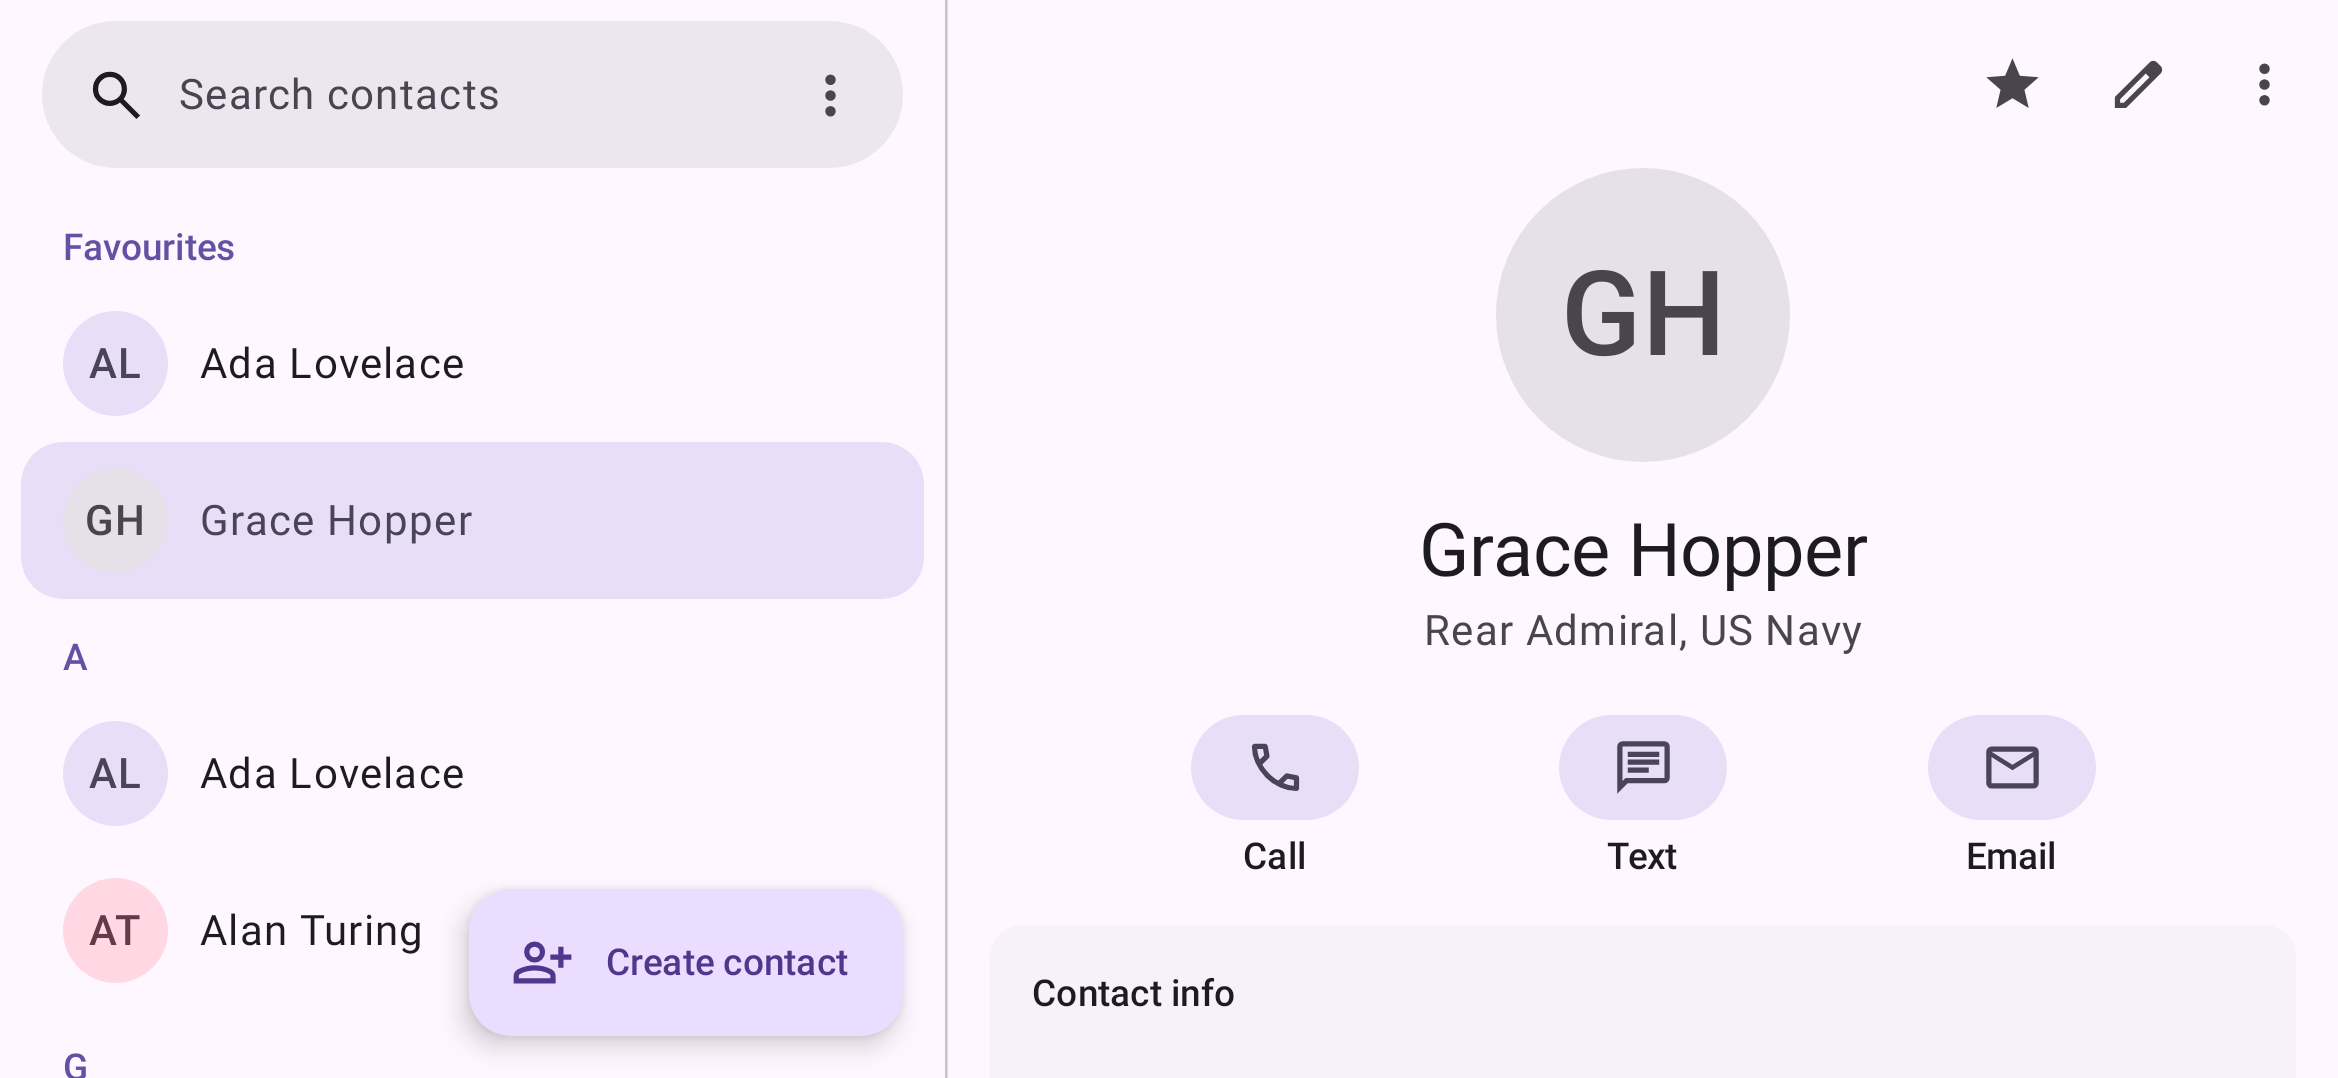 Search contacts
Favourites
AL Ada Lovelace
GH Grace Hopper
A
AL Ada Lovelace
AT Alan Turing
Create contact
G
GH
Grace Hopper
Rear Admiral, US Navy
Call Text Email
Contact info